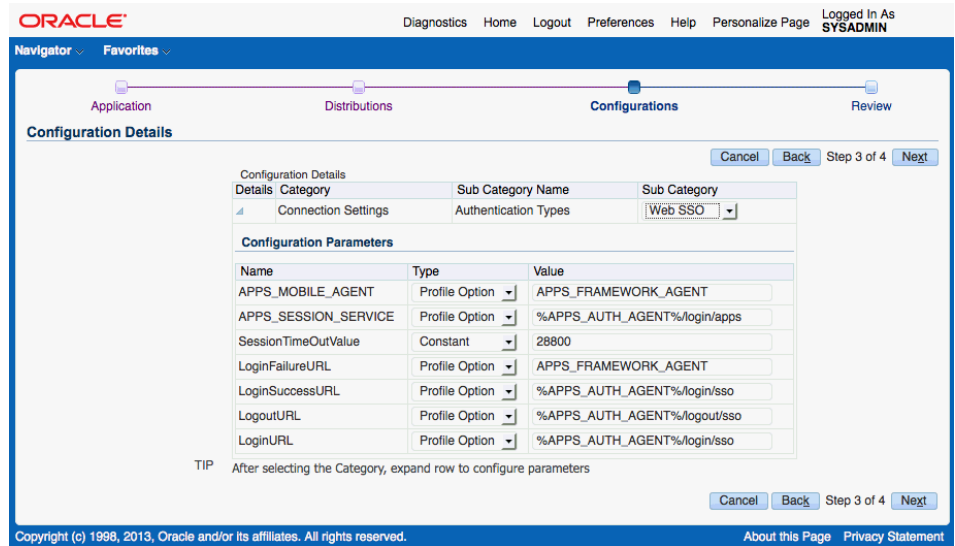 ORACLE
Diagnostics Home Logout Preferences Help Personalize Page Logged In As SYSADMIN
Navigator Favorites
Application Distributions Configurations Review
Configuration Details
Cancel Back Step 3 of 4 Next
Configuration Details
Details Category Sub Category Name Sub Category
Connection Settings Authentication Types Web SSO
Configuration Parameters
Name Type Value
APPS_MOBILE_AGENT Profile Option APPS_FRAMEWORK_AGENT
APPS_SESSION_SERVICE Profile Option %APPS_AUTH_AGENT%/login/apps
SessionTimeOutValue Constant 28800
LoginFailureURL Profile Option APPS_FRAMEWORK_AGENT
LoginSuccessURL Profile Option %APPS_AUTH_AGENT%/login/sso
LogoutURL Profile Option %APPS_AUTH_AGENT%/logout/sso
LoginURL Profile Option %APPS_AUTH_AGENT%/login/sso
TIP After selecting the Category, expand row to configure parameters
Cancel Back Step 3 of 4 Next
Copyright (c) 1998, 2013, Oracle and/or its affiliates. All rights reserved. About this Page Privacy Statement